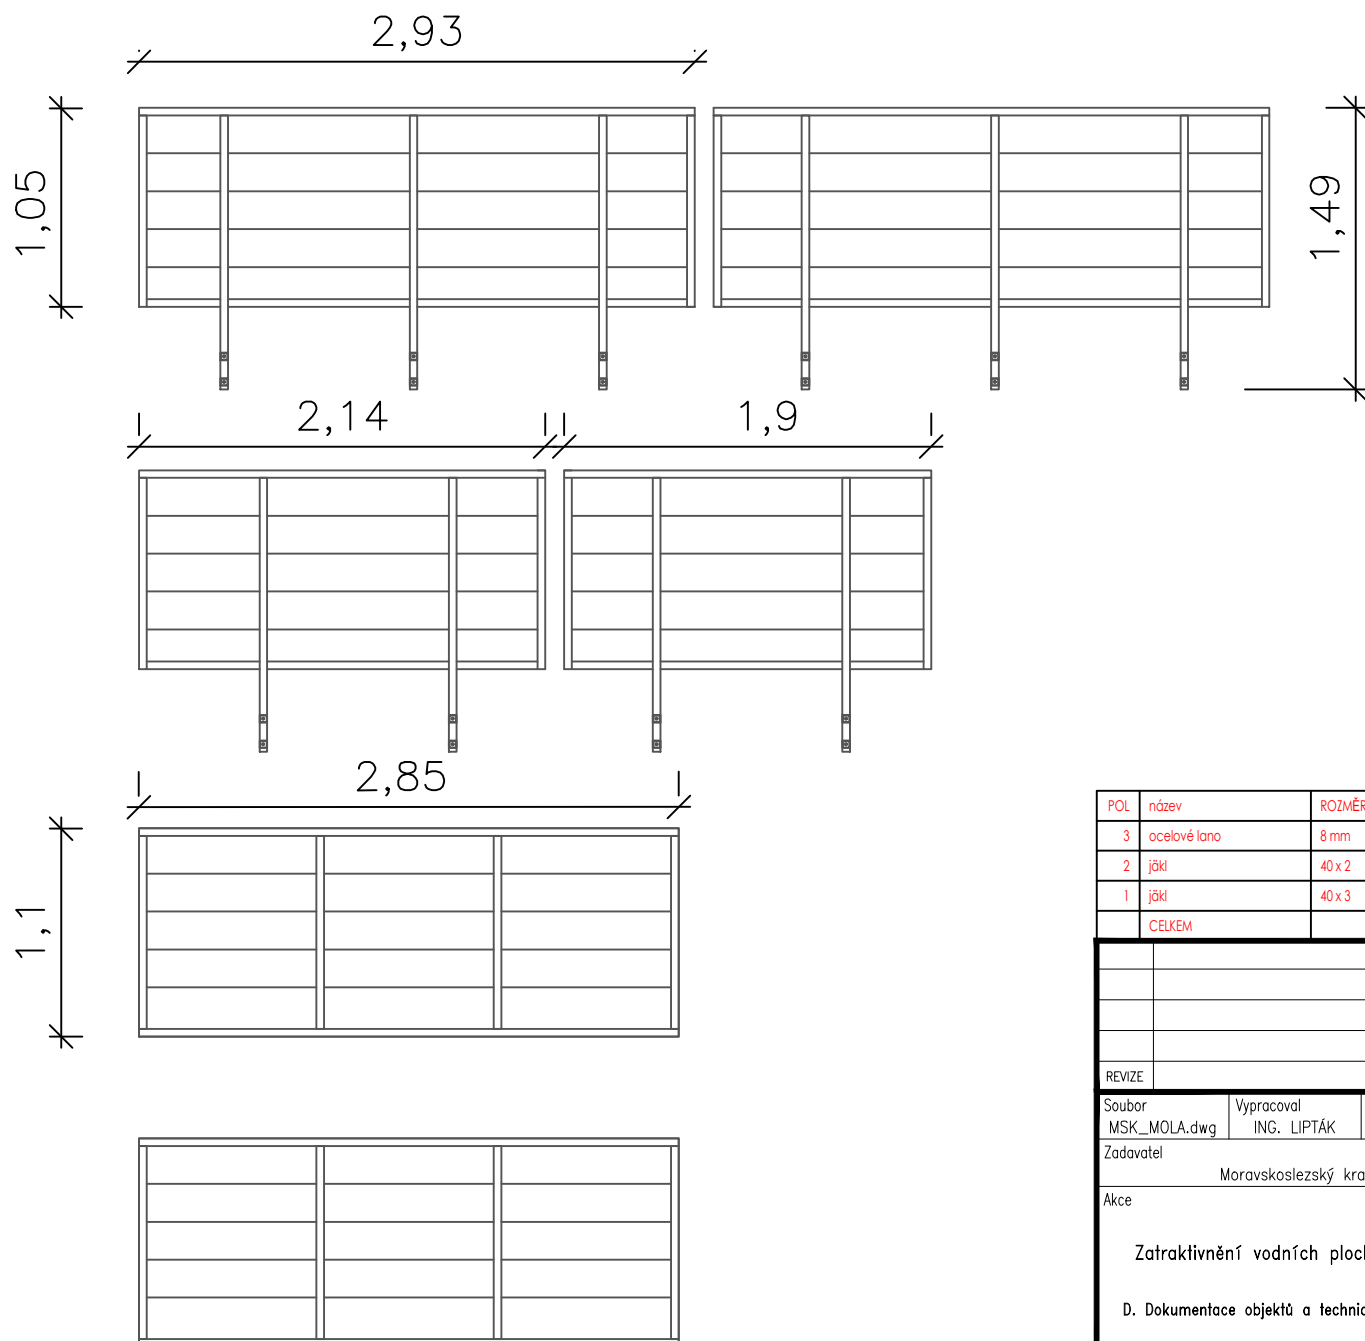 2,93
1,05
1,49
2,14
1,9
2,85
1,1
POL název ROZMĚR
3 ocelové lano 8 mm
2 jäkl 40 x 2
1 jäkl 40 x 3
CELKEM
REVIZE
Soubor Vypracoval
MSK_MOLA.dwg ING. LIPTÁK
Zadavatel
Moravskoslezský kra
Akce
Zatraktivnění vodních ploch
D. Dokumentace objektů a technic